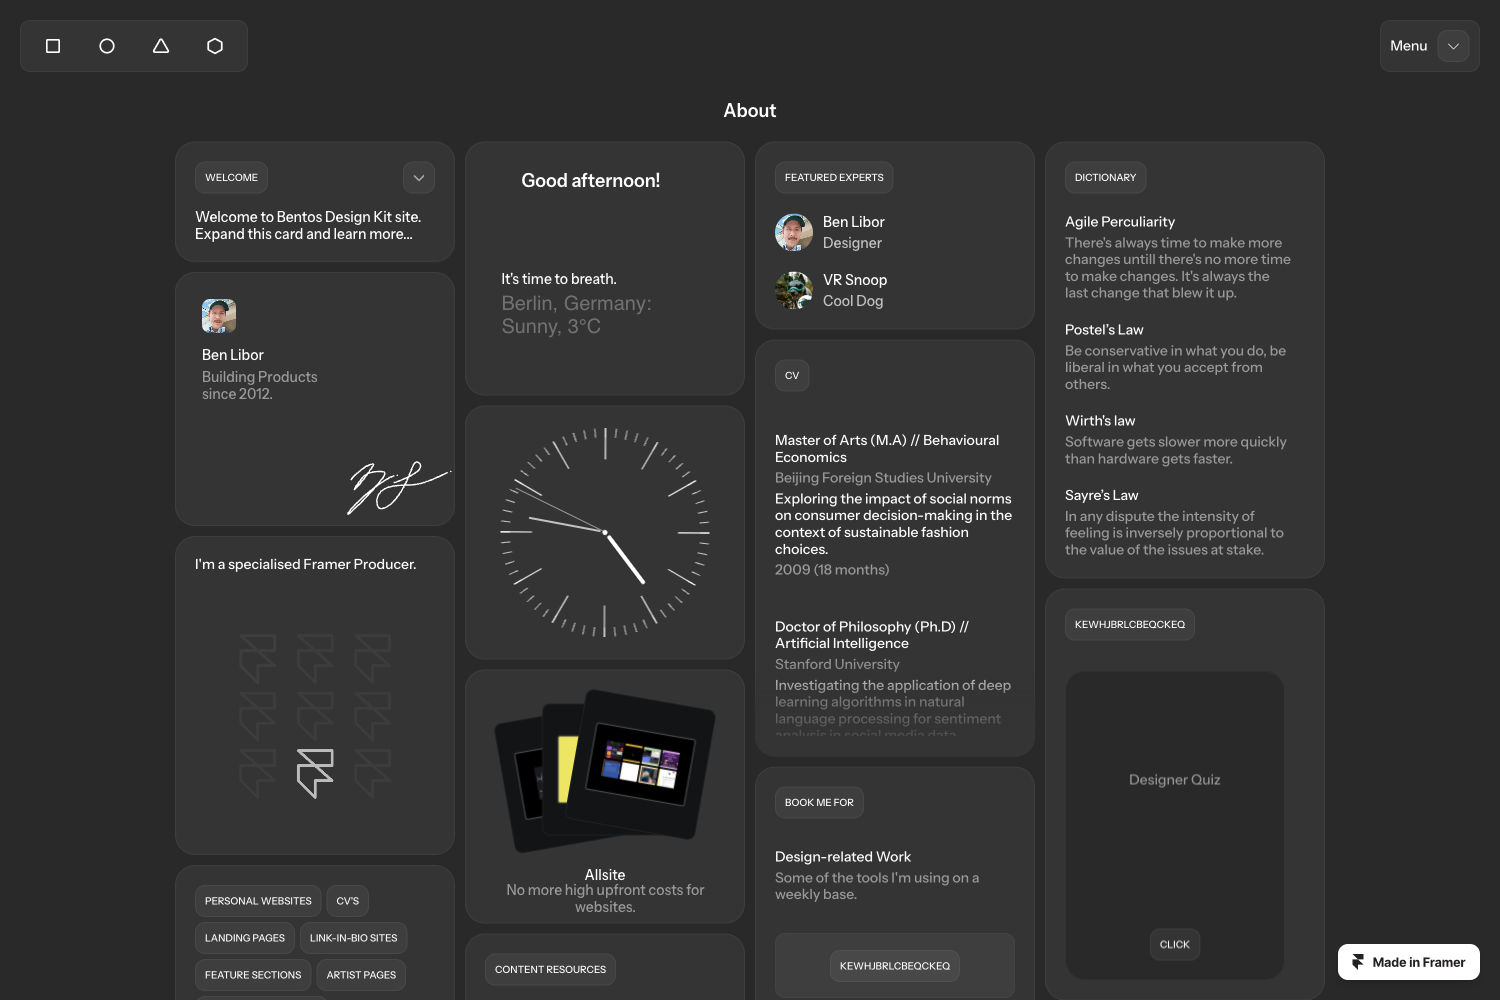 Menu
About
WELCOME
Welcome to Bentos Design Kit site.
Expand this card and learn more...
Ben Libor
Building Products
since 2012.
I'm a specialised Framer Producer.
PERSONAL WEBSITES
CV'S
LANDING PAGES
LINK-IN-BIO SITES
FEATURE SECTIONS
ARTIST PAGES
Good afternoon!
It's time to breath.
Berlin, Germany:
Sunny, 3°C
Allsite
No more high upfront costs for
websites.
CONTENT RESOURCES
FEATURED EXPERTS
Ben Libor
Designer
VR Snoop
Cool Dog
CV
Master of Arts (M.A) // Behavioural
Economics
Beijing Foreign Studies University
Exploring the impact of social norms
on consumer decision-making in the
context of sustainable fashion
choices.
2009 (18 months)
Doctor of Philosophy (Ph.D) //
Artificial Intelligence
Stanford University
Investigating the application of deep
learning algorithms in natural
language processing for sentiment
analysis in social media data.
BOOK ME FOR
Design-related Work
Some of the tools I'm using on a
weekly base.
KEWHJBRLCBEQCKEQ
DICTIONARY
Agile Perculiarity
There's always time to make more
changes untill there's no more time
to make changes. It's always the
last change that blew it up.
Postel's Law
Be conservative in what you do, be
liberal in what you accept from
others.
Wirth's law
Software gets slower more quickly
than hardware gets faster.
Sayre's Law
In any dispute the intensity of
feeling is inversely proportional to
the value of the issues at stake.
KEWHJBRLCBEQCKEQ
Designer Quiz
CLICK
Made in Framer